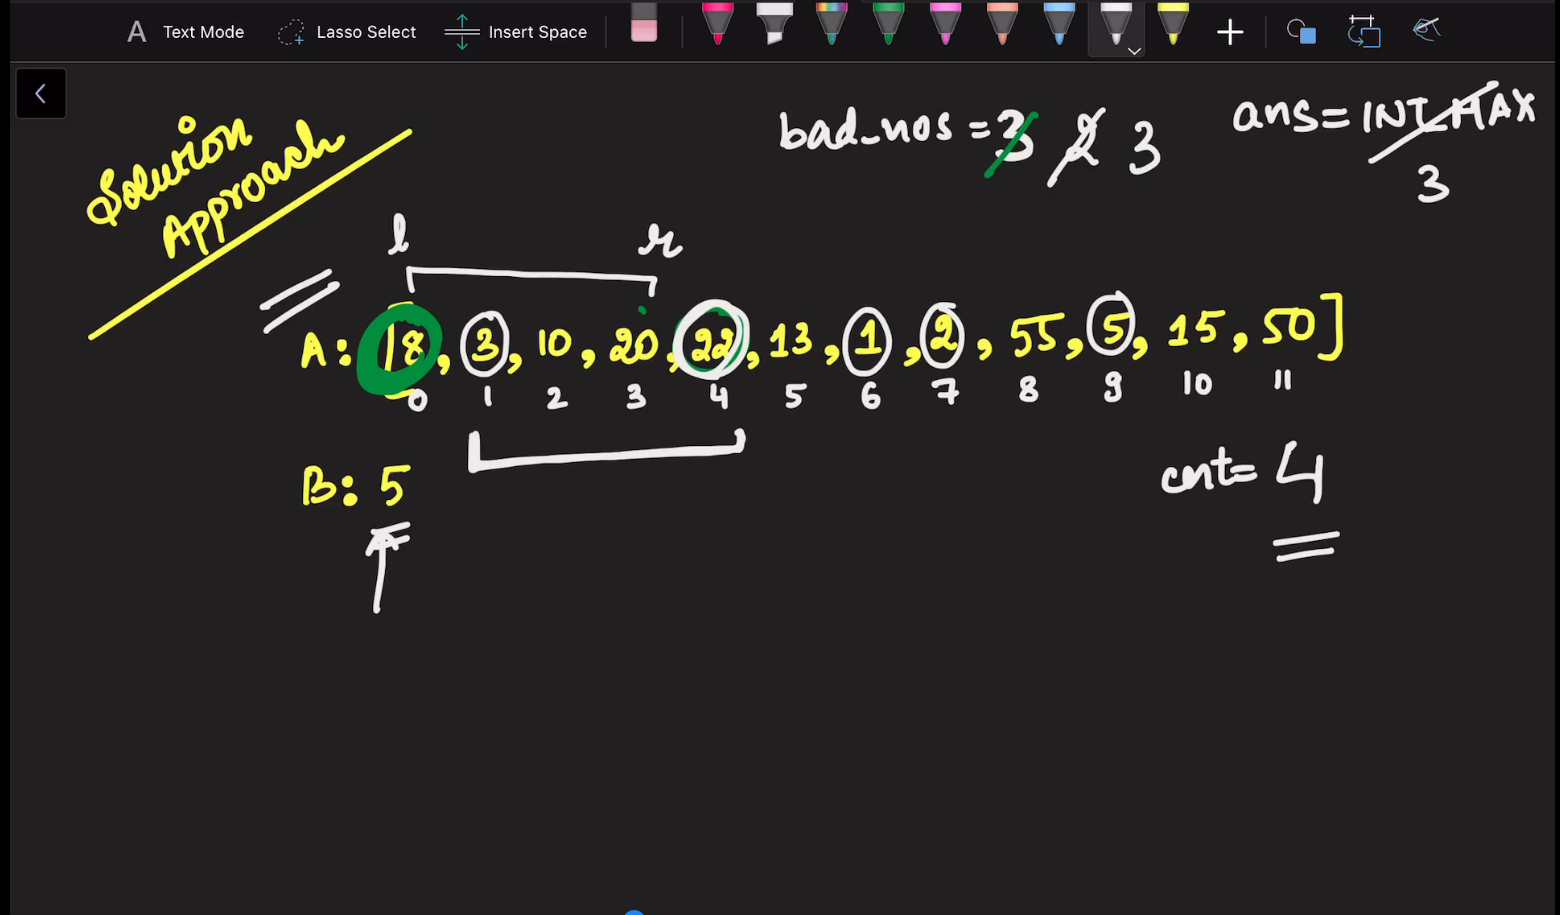 A Text Mode Lasso Select Insert Space
Solution
Approach
bad_nos = 3 2 3
ans = INT_MAX
3
l r
A: [18, 3, 10, 20, 22, 13, 1, 2, 55, 5, 15, 50]
0 1 2 3 4 5 6 7 8 9 10 11
B: 5
cnt = 4